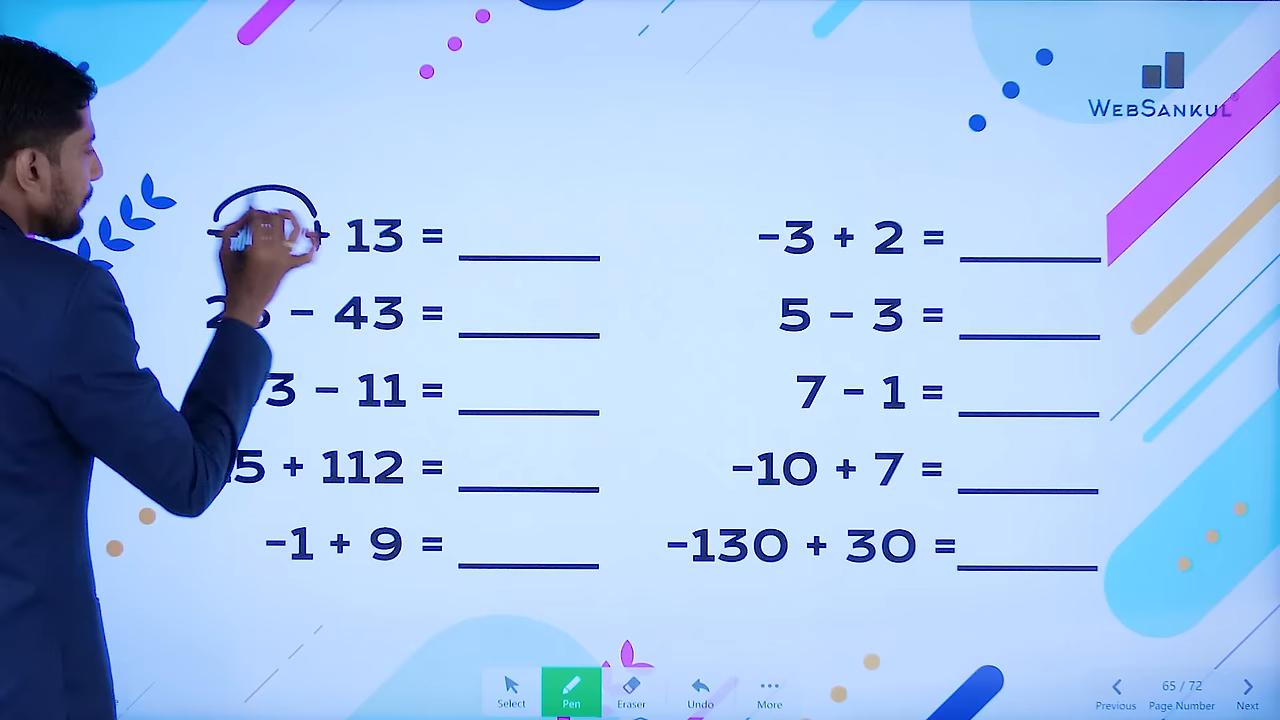 WEBSANKUL®
+ 13 =
-3 + 2 =
- 43 =
5 - 3 =
3 - 11 =
7 - 1 =
5 + 112 =
-10 + 7 =
-1 + 9 =
-130 + 30 =
Select Pen Eraser Undo More
Previous 65 / 72 Page Number Next